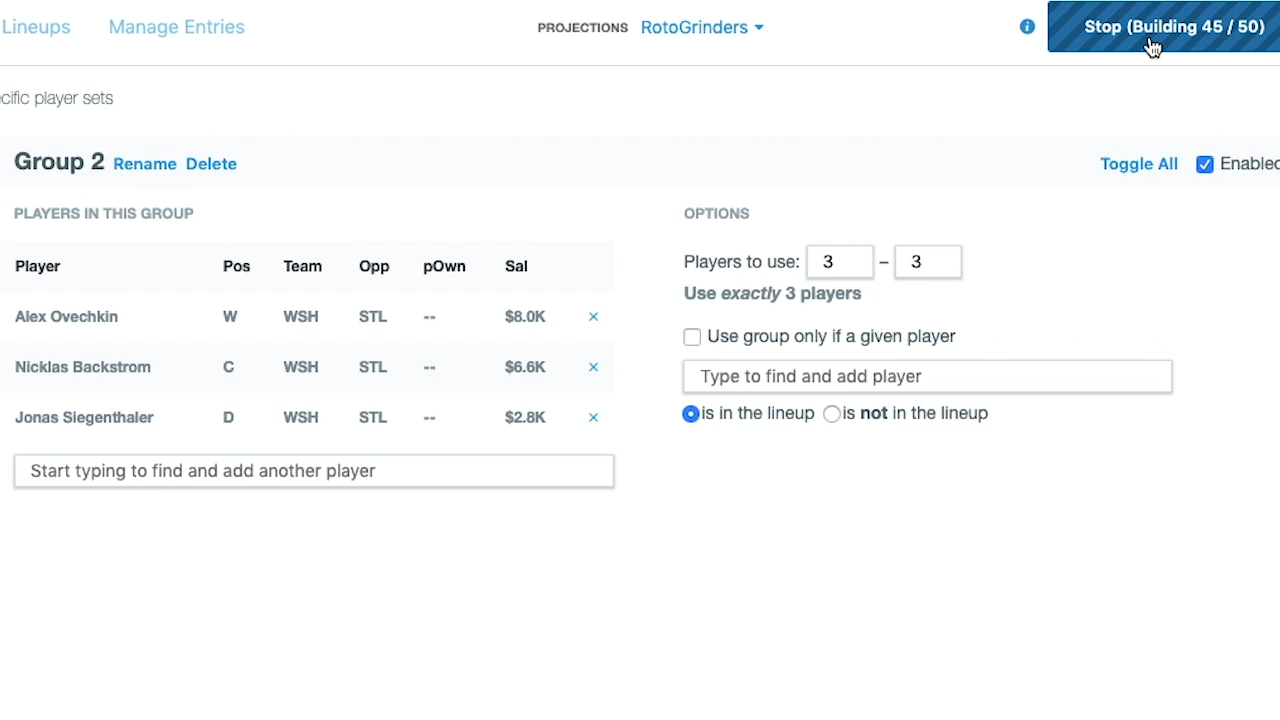 Lineups Manage Entries PROJECTIONS RotoGrinders i Stop (Building 45 / 50)
cific player sets
Group 2 Rename Delete Toggle All Enabled
PLAYERS IN THIS GROUP OPTIONS
Player Pos Team Opp pOwn Sal
Players to use: 3 – 3
Use exactly 3 players
Alex Ovechkin W WSH STL -- $8.0K ×
Use group only if a given player
Nicklas Backstrom C WSH STL -- $6.6K ×
Type to find and add player
Jonas Siegenthaler D WSH STL -- $2.8K ×
is in the lineup is not in the lineup
Start typing to find and add another player